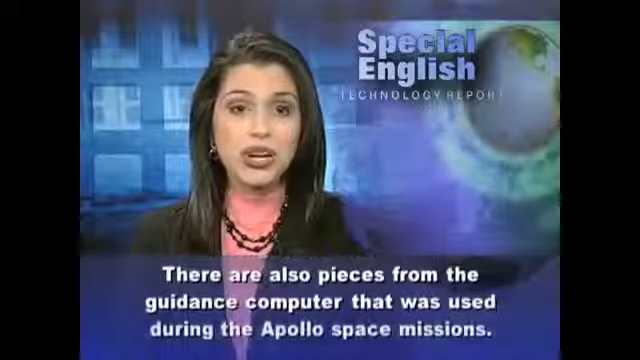 Special
English
TECHNOLOGY REPORT
There are also pieces from the
guidance computer that was used
during the Apollo space missions.